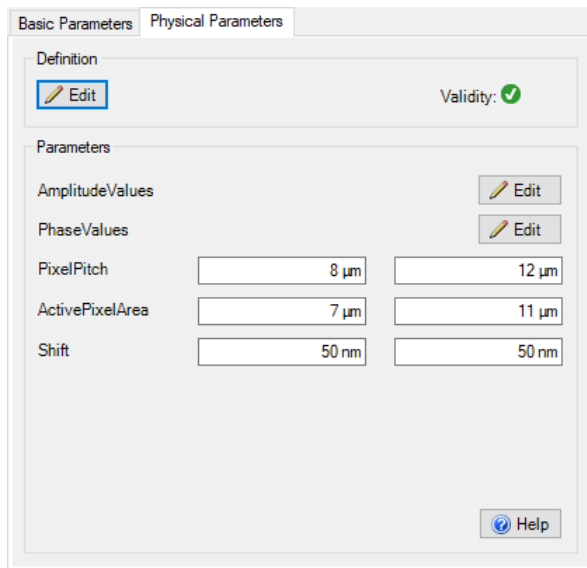 Basic Parameters Physical Parameters
Definition
Edit Validity:
Parameters
AmplitudeValues Edit
PhaseValues Edit
PixelPitch 8 µm 12 µm
ActivePixelArea 7 µm 11 µm
Shift 50 nm 50 nm
Help